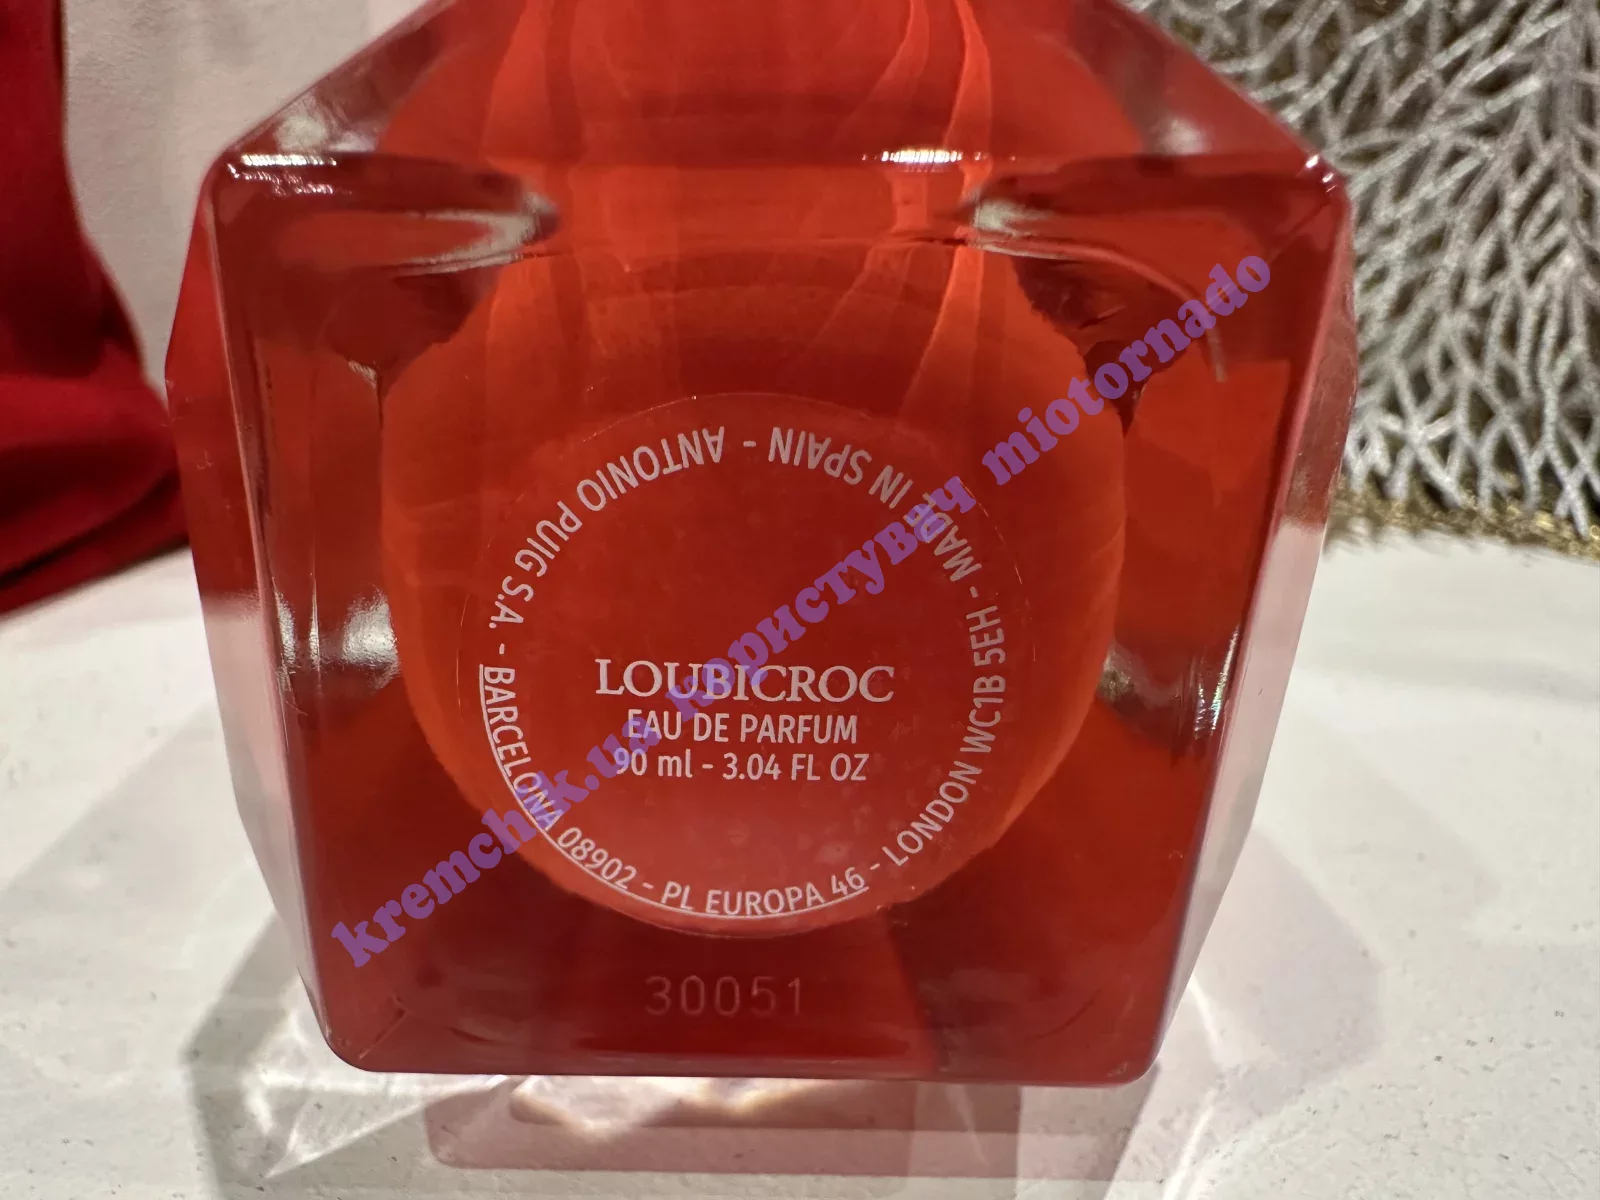 ANTONIO PUIG S.A. - BARCELONA 08902 - PL EUROPA 46 - LONDON WC1B 5EH - MADE IN SPAIN -
LOUBICROC
EAU DE PARFUM
90 ml - 3.04 FL OZ
30051
kremchik.ua користувач miotornado